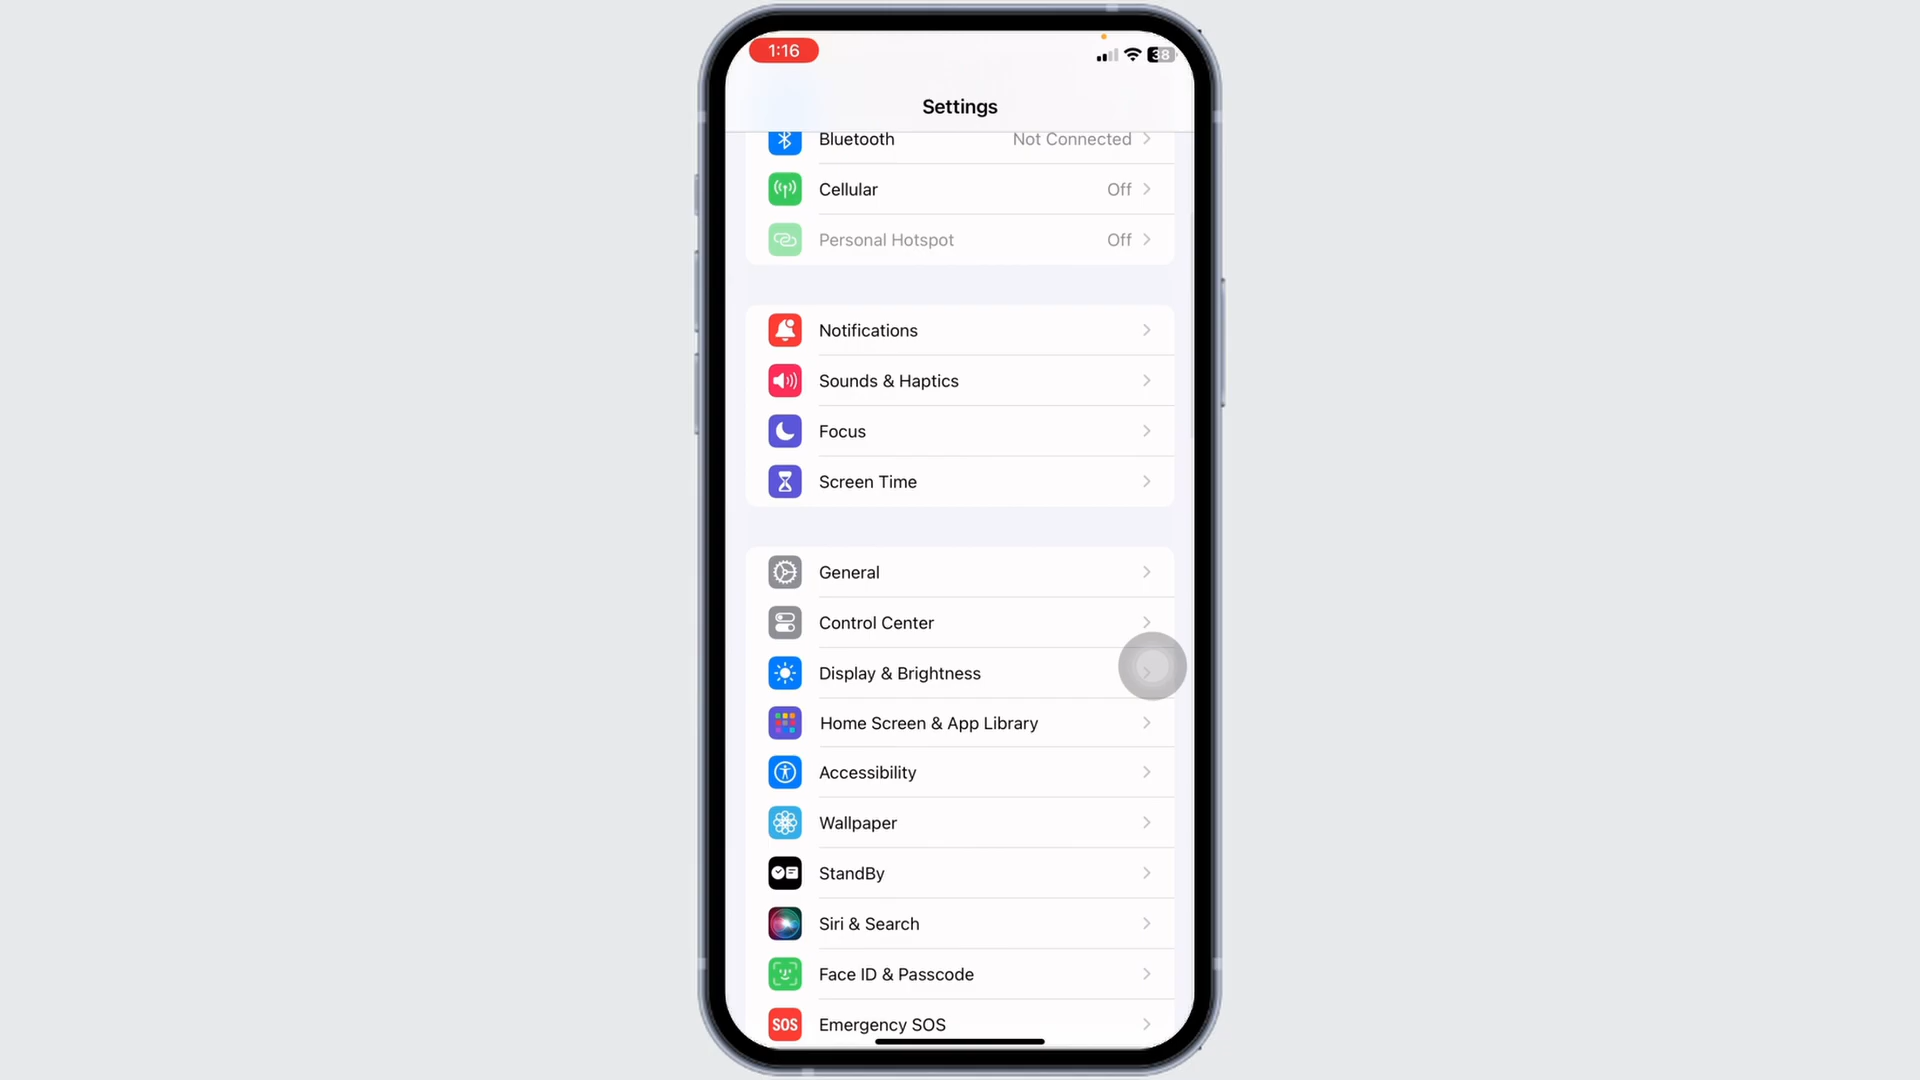 1:16
38
Settings
Bluetooth Not Connected
Cellular Off
Personal Hotspot Off
Notifications
Sounds & Haptics
Focus
Screen Time
General
Control Center
Display & Brightness
Home Screen & App Library
Accessibility
Wallpaper
StandBy
Siri & Search
Face ID & Passcode
SOS Emergency SOS